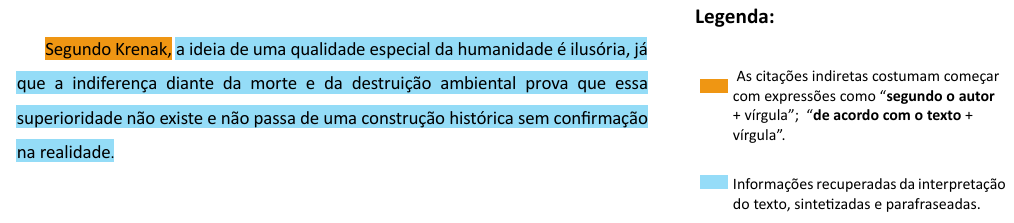 Segundo Krenak, a ideia de uma qualidade especial da humanidade é ilusória, já
que a indiferença diante da morte e da destruição ambiental prova que essa
superioridade não existe e não passa de uma construção histórica sem confirmação
na realidade.
Legenda:
As citações indiretas costumam começar
com expressões como “segundo o autor
+ vírgula”; “de acordo com o texto +
vírgula”.
Informações recuperadas da interpretação
do texto, sintetizadas e parafraseadas.